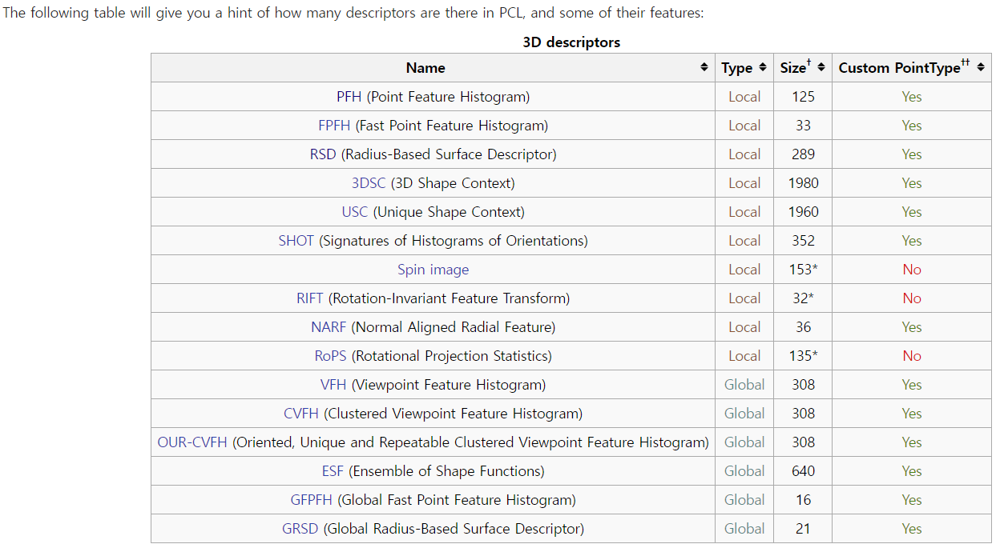 The following table will give you a hint of how many descriptors are there in PCL, and some of their features:
3D descriptors
Name Type Size† Custom PointType††
PFH (Point Feature Histogram) Local 125 Yes
FPFH (Fast Point Feature Histogram) Local 33 Yes
RSD (Radius-Based Surface Descriptor) Local 289 Yes
3DSC (3D Shape Context) Local 1980 Yes
USC (Unique Shape Context) Local 1960 Yes
SHOT (Signatures of Histograms of Orientations) Local 352 Yes
Spin image Local 153* No
RIFT (Rotation-Invariant Feature Transform) Local 32* No
NARF (Normal Aligned Radial Feature) Local 36 Yes
RoPS (Rotational Projection Statistics) Local 135* No
VFH (Viewpoint Feature Histogram) Global 308 Yes
CVFH (Clustered Viewpoint Feature Histogram) Global 308 Yes
OUR-CVFH (Oriented, Unique and Repeatable Clustered Viewpoint Feature Histogram) Global 308 Yes
ESF (Ensemble of Shape Functions) Global 640 Yes
GFPFH (Global Fast Point Feature Histogram) Global 16 Yes
GRSD (Global Radius-Based Surface Descriptor) Global 21 Yes